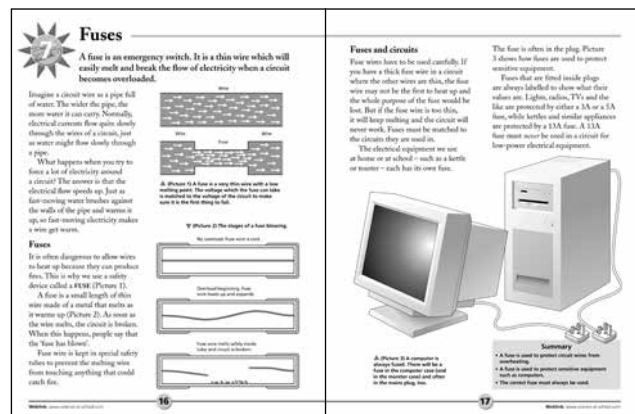 7
Fuses
A fuse is an emergency switch. It is a thin wire which will
easily melt and break the flow of electricity when a circuit
becomes overloaded.
Imagine a circuit wire as a pipe full
of water. The wider the pipe, the
more water it can carry. Normally,
electrical currents flow quite slowly
through the wires of a circuit, just
as water might flow slowly through
a pipe.
What happens when you try to
force a lot of electricity around
a circuit? The answer is that the
electrical flow speeds up. Just as
fast-moving water brushes against
the walls of the pipe and warms it
up, so fast-moving electricity makes
a wire get warm.
Fuses
It is often dangerous to allow wires
to heat up because they can produce
fires. This is why we use a safety
device called a FUSE (Picture 1).
A fuse is a small length of thin
wire made of a metal that melts as
it warms up (Picture 2). As soon as
the wire melts, the circuit is broken.
When this happens, people say that
the 'fuse has blown'.
Fuse wire is kept in special safety
tubes to prevent the melting wire
from touching anything that could
catch fire.
Wire
Wire
Fuse
Wire
(Picture 1) A fuse is a very thin wire with a low
melting point. The voltage which the fuse can take
is matched to the voltage of the circuit to make
sure it is the first thing to fail.
(Picture 2) The stages of a fuse blowing.
No overload: fuse wire is cold.
Overload beginning. Fuse
wire heats up and expands.
Fuse wire melts safely inside
tube and circuit is broken.
16
Weblink:
Fuses and circuits
Fuse wires have to be used carefully. If
you have a thick fuse wire in a circuit
where the other wires are thin, the fuse
wire may not be the first to heat up and
the whole purpose of the fuse would be
lost. But if the fuse wire is too thin,
it will keep melting and the circuit will
never work. Fuses must be matched to
the circuits they are used in.
The electrical equipment we use
at home or at school – such as a kettle
or toaster – each has its own fuse.
The fuse is often in the plug. Picture
3 shows how fuses are used to protect
sensitive equipment.
Fuses that are fitted inside plugs
are always labelled to show what their
values are. Lights, radios, TVs and the
like are protected by either a 3A or a 5A
fuse, while kettles and similar appliances
are protected by a 13A fuse. A 13A
fuse must never be used in a circuit for
low-power electrical equipment.
(Picture 3) A computer is
always fused. There will be a
fuse in the computer case (and
in the monitor case) and often
in the mains plug, too.
Summary
• A fuse is used to protect circuit wires from
overheating.
• A fuse is used to protect sensitive equipment
such as computers.
• The correct fuse must always be used.
17
Weblink: